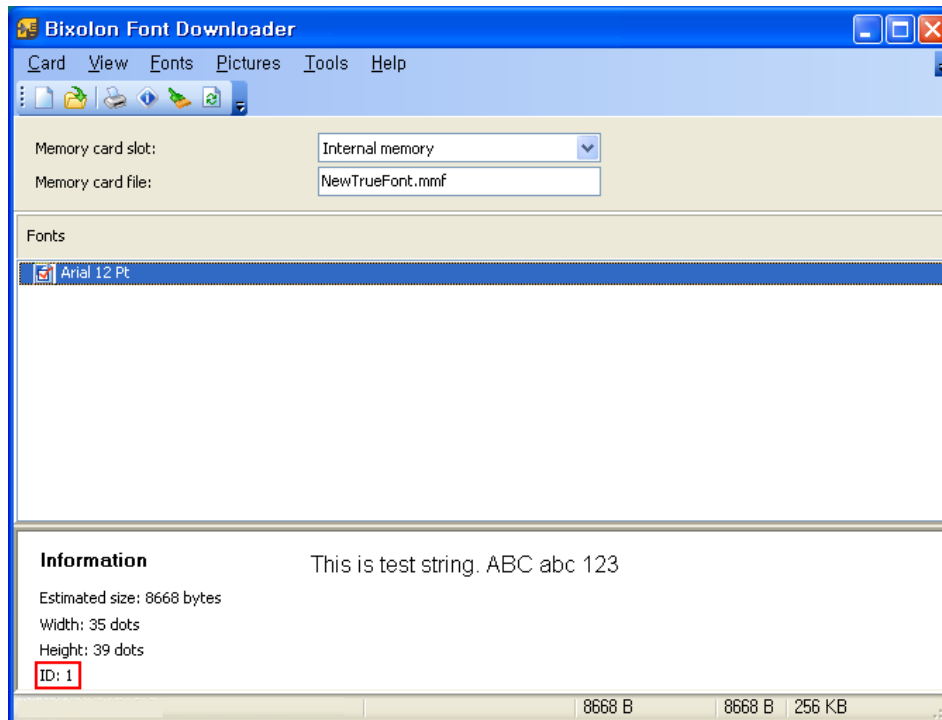 Bixolon Font Downloader
Card View Fonts Pictures Tools Help
Memory card slot: Internal memory
Memory card file: NewTrueFont.mmf
Fonts
Arial 12 Pt
Information This is test string. ABC abc 123
Estimated size: 8668 bytes
Width: 35 dots
Height: 39 dots
ID: 1
8668 B 8668 B 256 KB